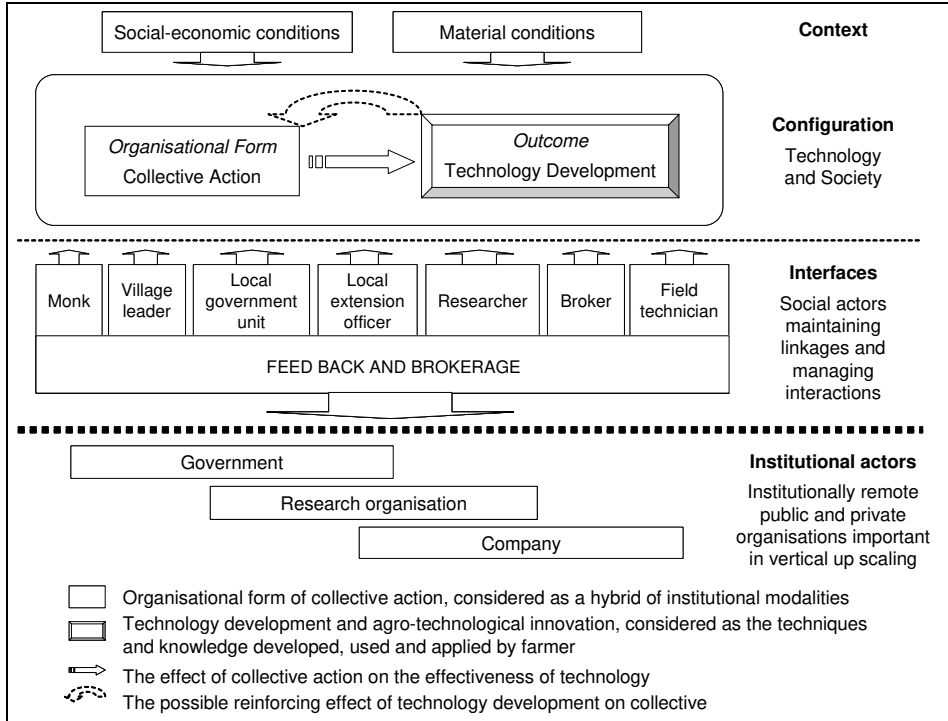 Social-economic conditions
Material conditions
Context
Organisational Form
Collective Action
Outcome
Technology Development
Configuration
Technology
and Society
Monk
Village
leader
Local
government
unit
Local
extension
officer
Researcher
Broker
Field
technician
FEED BACK AND BROKERAGE
Interfaces
Social actors
maintaining
linkages and
managing
interactions
Government
Research organisation
Company
Institutional actors
Institutionally remote
public and private
organisations important
in vertical up scaling
Organisational form of collective action, considered as a hybrid of institutional modalities
Technology development and agro-technological innovation, considered as the techniques
and knowledge developed, used and applied by farmer
The effect of collective action on the effectiveness of technology
The possible reinforcing effect of technology development on collective